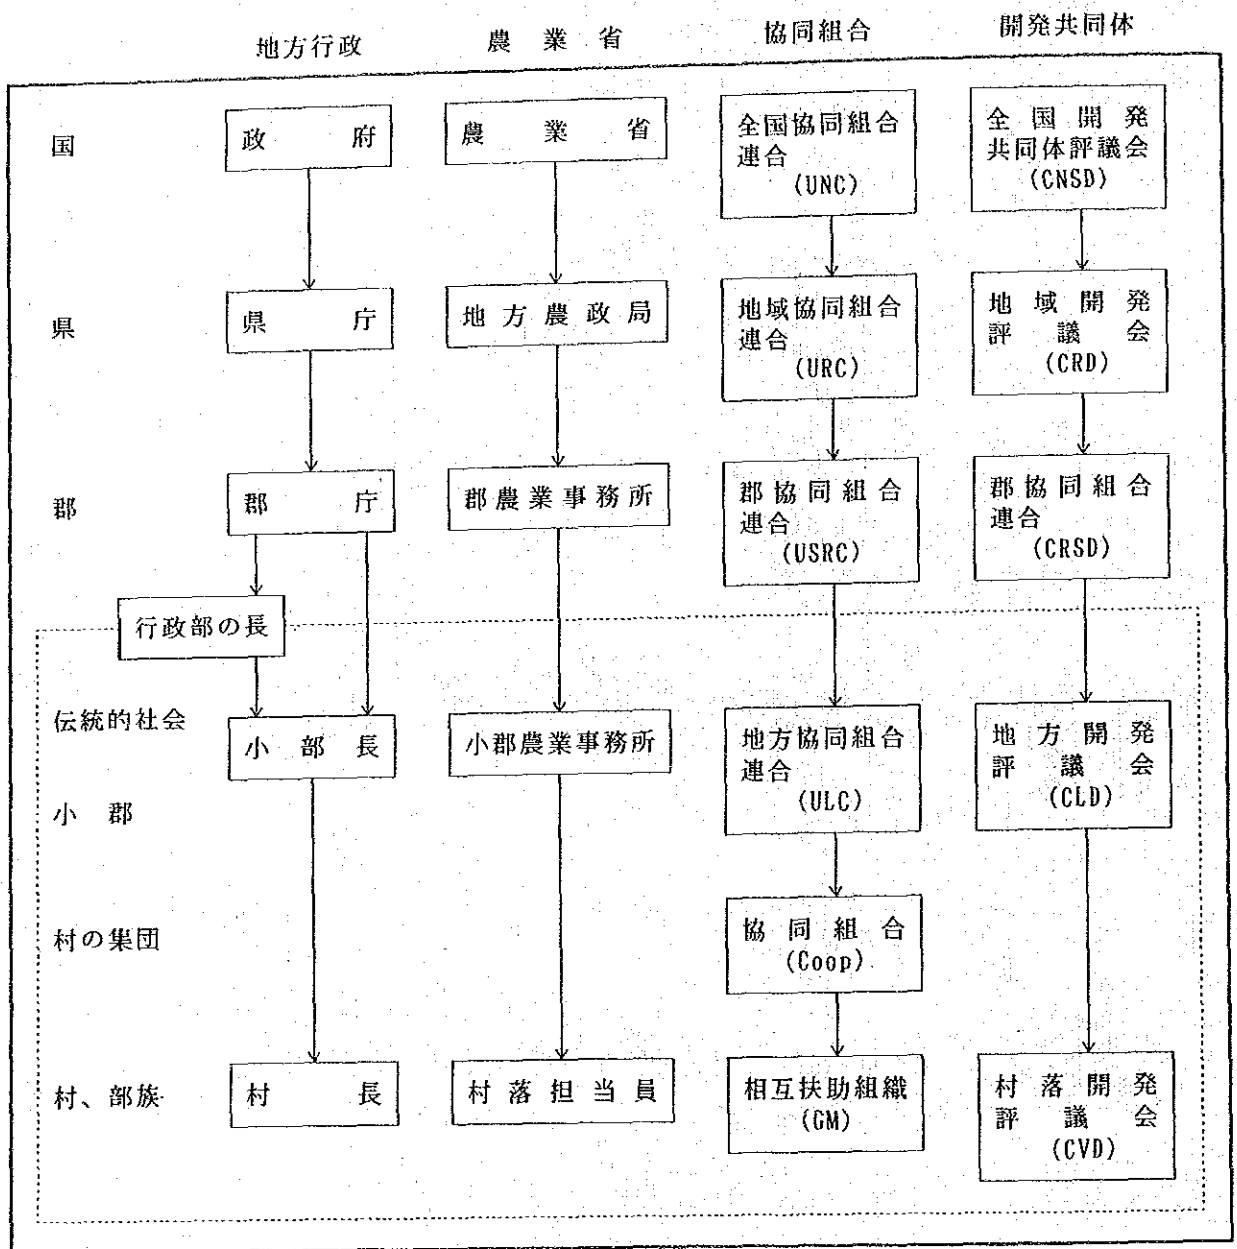 地方行政
農業省
協同組合
開発共同体
国
政府
農業省
全国協同組合
連合
(UNC)
全国開発
共同体評議会
(CNSD)
県
県庁
地方農政局
地域協同組合
連合
(URC)
地域開発
評議会
(CRD)
郡
郡庁
郡農業事務所
郡協同組合
連合
(USRC)
郡協同組合
連合
(CRSD)
行政部の長
伝統的社会
小部長
小郡農業事務所
地方協同組合
連合
(ULC)
地方開発
評議会
(CLD)
小郡
村の集団
協同組合
(Coop)
村、部族
村長
村落担当員
相互扶助組織
(GM)
村落開発
評議会
(CVD)